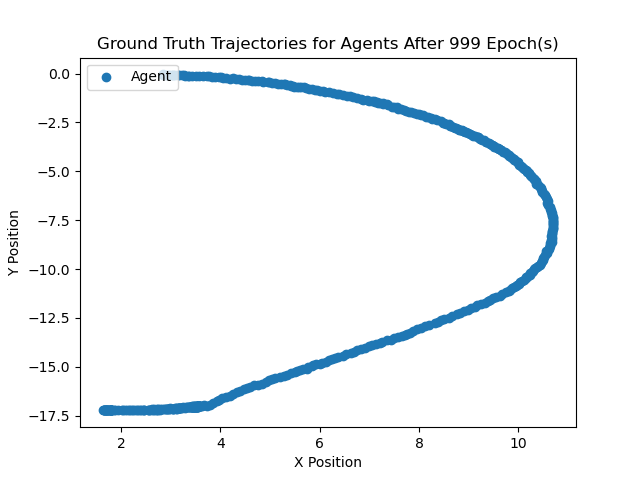 Ground Truth Trajectories for Agents After 999 Epoch(s)
Agent
0.0
−2.5
−5.0
−7.5
−10.0
−12.5
−15.0
−17.5
Y Position
2 4 6 8 10
X Position